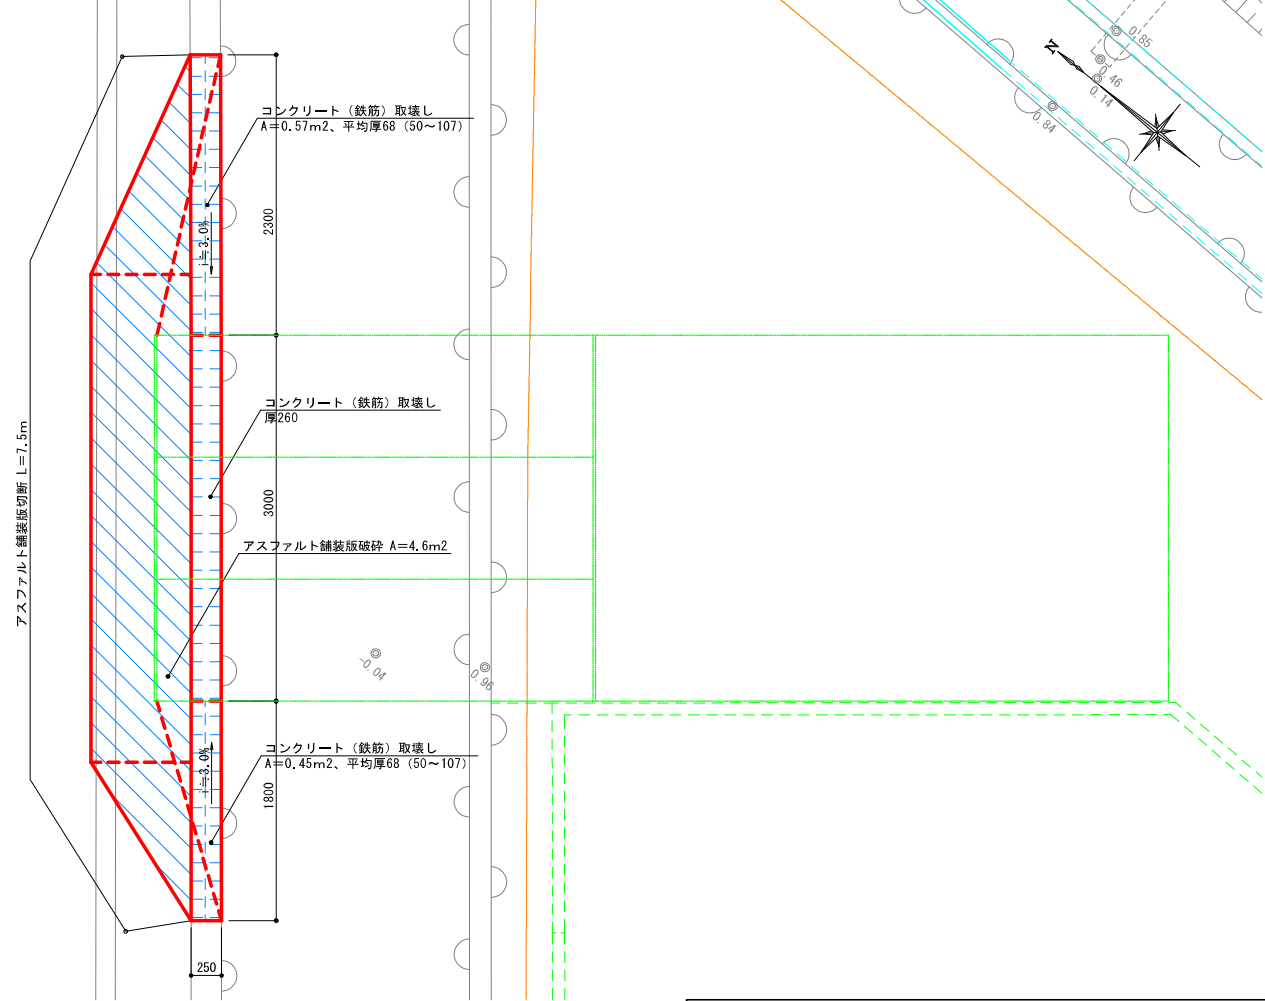 N
0.85
0.46
0.14
0.84
コンクリート（鉄筋）取壊し
A＝0.57m2、平均厚68（50～107）
2300
i＝3.0%
コンクリート（鉄筋）取壊し
厚260
アスファルト舗装版切断 L＝7.5m
3000
アスファルト舗装版破砕 A＝4.6m2
-0.04
0.96
コンクリート（鉄筋）取壊し
A＝0.45m2、平均厚68（50～107）
i＝3.0%
1800
250